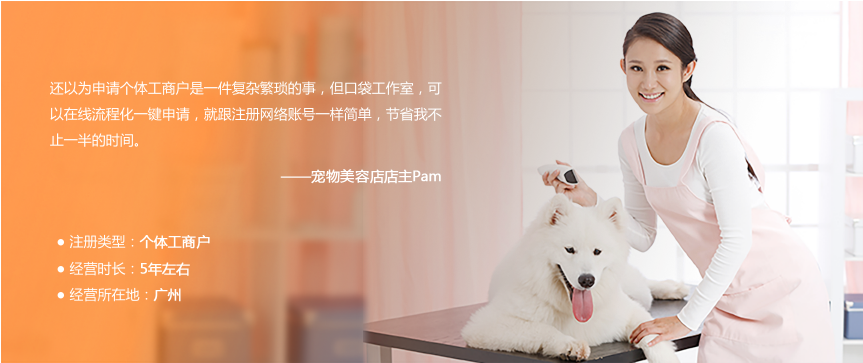 还以为申请个体工商户是一件复杂繁琐的事，但口袋工作室，可
以在线流程化一键申请，就跟注册网络账号一样简单，节省我不
止一半的时间。
——宠物美容店店主Pam
● 注册类型：个体工商户
● 经营时长：5年左右
● 经营所在地：广州